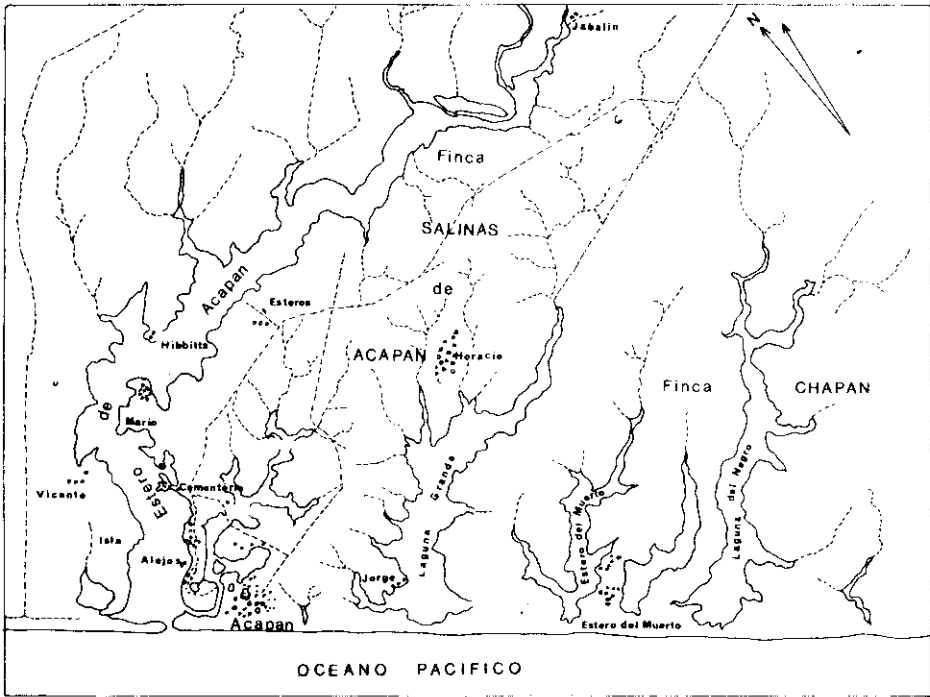 Jabalin
N
Finca
SALINAS
de
ACAPAN
Acapan
Esteros
Hibbitts
Horacio
Finca
CHAPAN
de
Mario
Vicante
Estero
Cementerio
Isla
Alejos
Laguna Grande
Jorge
Estero del Muerto
Laguna del Negro
Acapan
Estero del Muerto
OCEANO PACIFICO